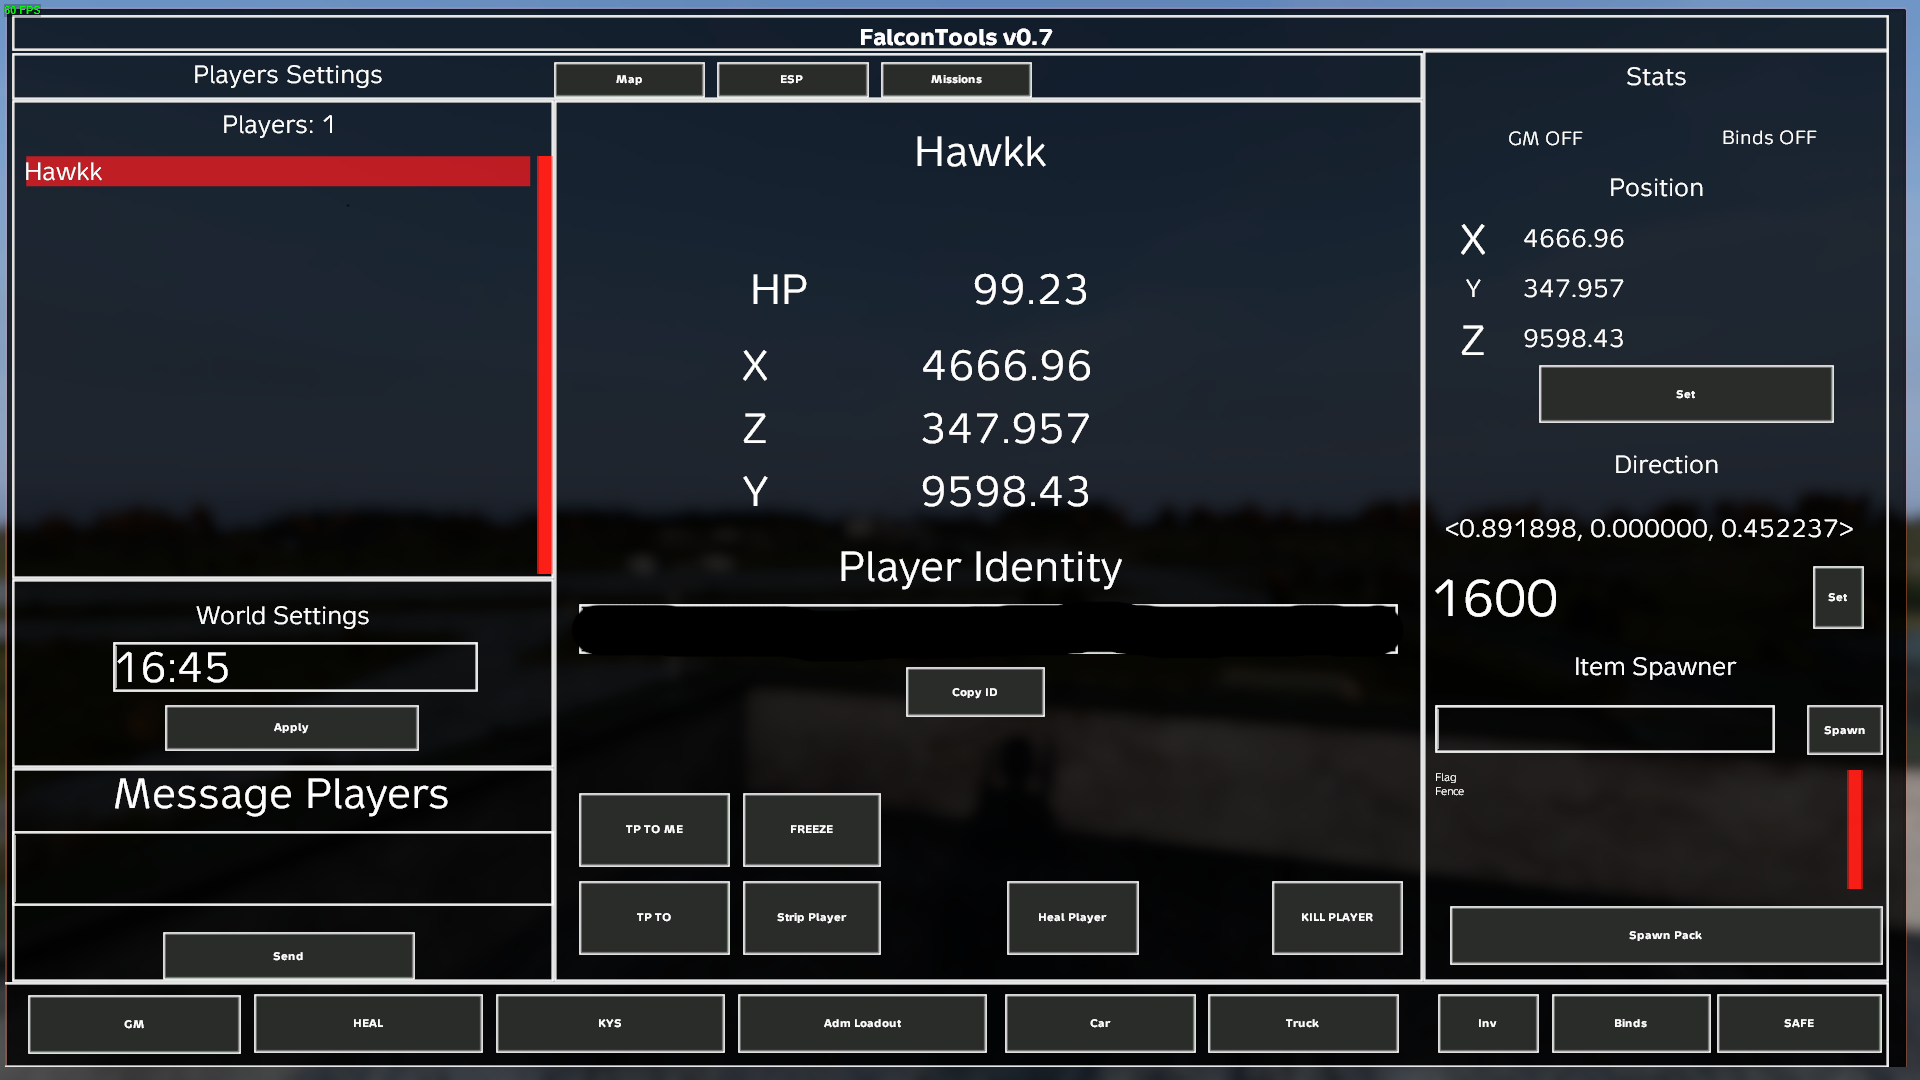 60 FPS
FalconTools v0.7
Players Settings
Map
ESP
Missions
Players: 1
Hawkk
World Settings
16:45
Apply
Message Players
Send
Hawkk
HP 99.23
X 4666.96
Z 347.957
Y 9598.43
Player Identity
Copy ID
TP TO ME
FREEZE
TP TO
Strip Player
Heal Player
KILL PLAYER
Stats
GM OFF
Binds OFF
Position
X 4666.96
Y 347.957
Z 9598.43
Set
Direction
<0.891898, 0.000000, 0.452237>
1600
Set
Item Spawner
Spawn
Flag
Fence
Spawn Pack
GM
HEAL
KYS
Adm Loadout
Car
Truck
Inv
Binds
SAFE